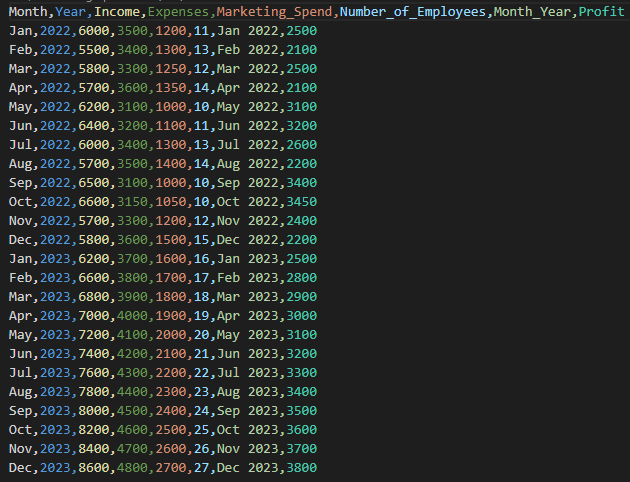 Month,Year,Income,Expenses,Marketing_Spend,Number_of_Employees,Month_Year,Profit
Jan,2022,6000,3500,1200,11,Jan 2022,2500
Feb,2022,5500,3400,1300,13,Feb 2022,2100
Mar,2022,5800,3300,1250,12,Mar 2022,2500
Apr,2022,5700,3600,1350,14,Apr 2022,2100
May,2022,6200,3100,1000,10,May 2022,3100
Jun,2022,6400,3200,1100,11,Jun 2022,3200
Jul,2022,6000,3400,1300,13,Jul 2022,2600
Aug,2022,5700,3500,1400,14,Aug 2022,2200
Sep,2022,6500,3100,1000,10,Sep 2022,3400
Oct,2022,6600,3150,1050,10,Oct 2022,3450
Nov,2022,5700,3300,1200,12,Nov 2022,2400
Dec,2022,5800,3600,1500,15,Dec 2022,2200
Jan,2023,6200,3700,1600,16,Jan 2023,2500
Feb,2023,6600,3800,1700,17,Feb 2023,2800
Mar,2023,6800,3900,1800,18,Mar 2023,2900
Apr,2023,7000,4000,1900,19,Apr 2023,3000
May,2023,7200,4100,2000,20,May 2023,3100
Jun,2023,7400,4200,2100,21,Jun 2023,3200
Jul,2023,7600,4300,2200,22,Jul 2023,3300
Aug,2023,7800,4400,2300,23,Aug 2023,3400
Sep,2023,8000,4500,2400,24,Sep 2023,3500
Oct,2023,8200,4600,2500,25,Oct 2023,3600
Nov,2023,8400,4700,2600,26,Nov 2023,3700
Dec,2023,8600,4800,2700,27,Dec 2023,3800